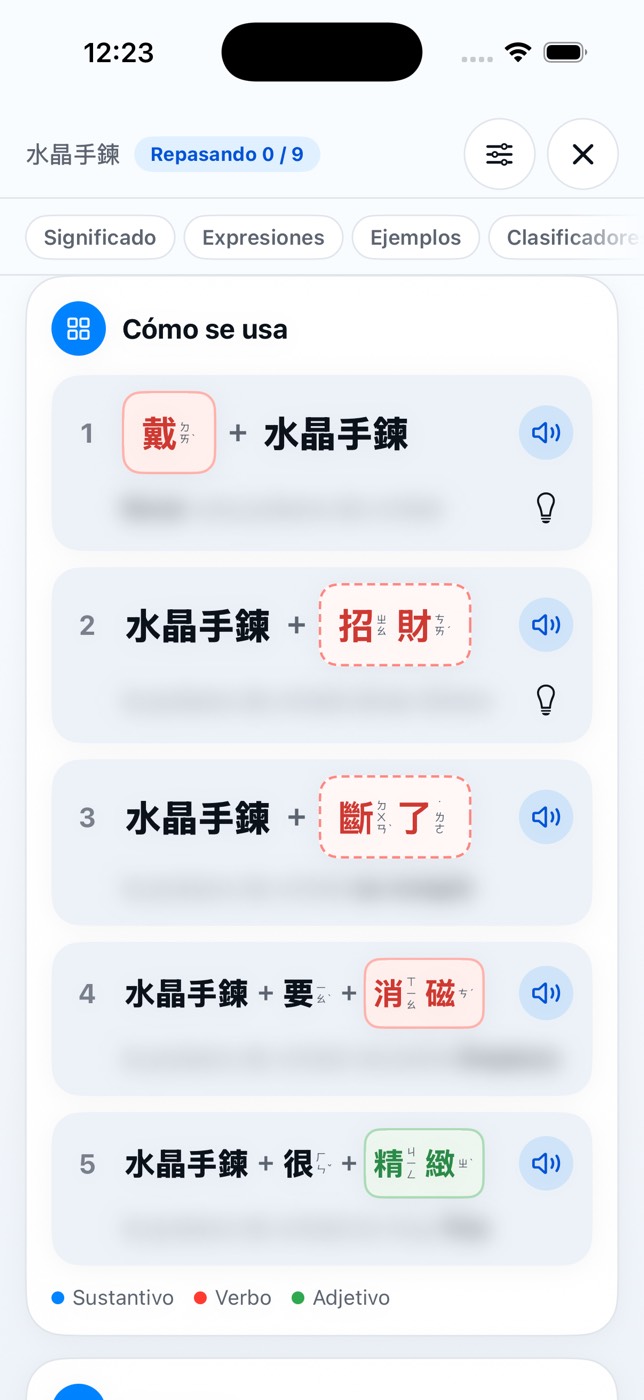 12:23
水晶手鍊 Repasando 0 / 9
Significado Expresiones Ejemplos Clasificadore
Cómo se usa
1 戴ㄉㄞˋ + 水晶手鍊
2 水晶手鍊 + 招ㄓㄠ 財ㄘㄞˊ
3 水晶手鍊 + 斷ㄉㄨㄢˋ 了˙ㄌㄜ
4 水晶手鍊 + 要ㄧㄠˋ + 消ㄒㄧㄠ 磁ㄘˊ
5 水晶手鍊 + 很ㄏㄣˇ + 精ㄐㄧㄥ 緻ㄓˋ
Sustantivo Verbo Adjetivo